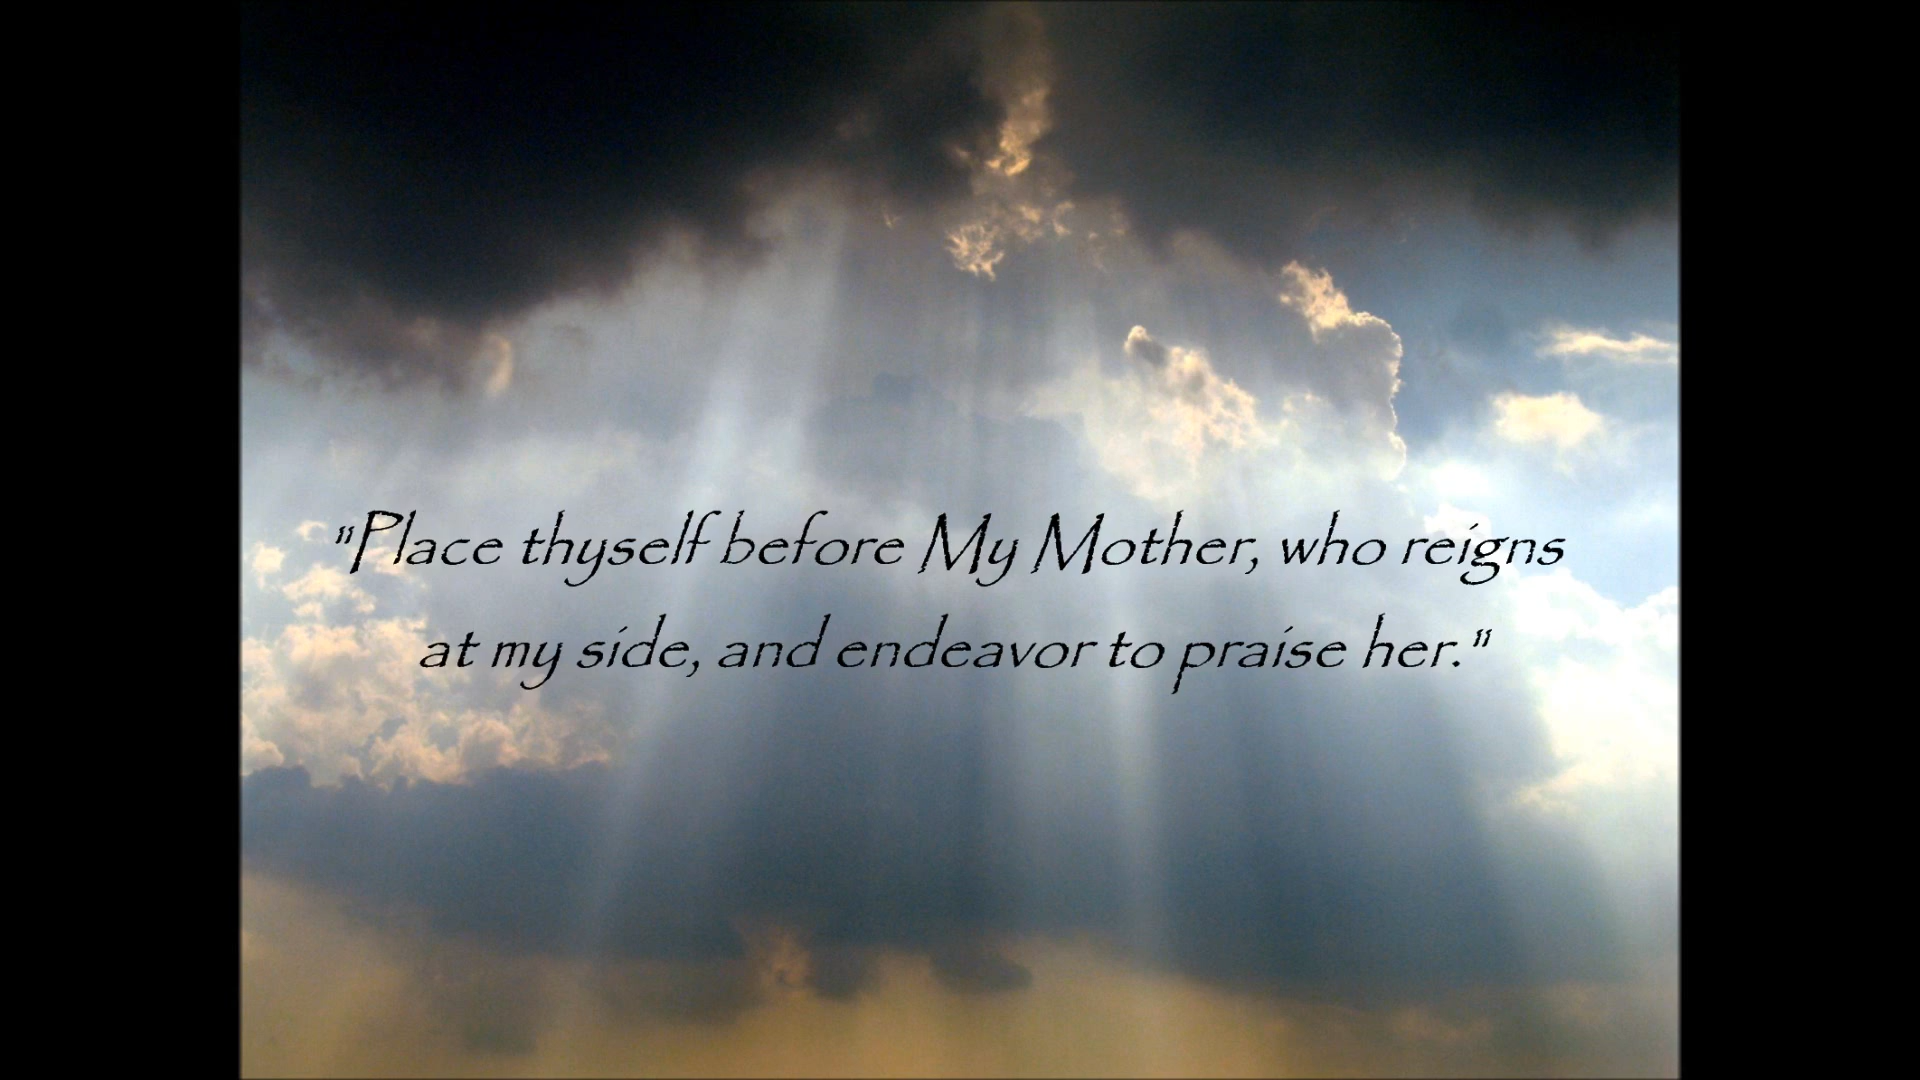 "Place thyself before My Mother, who reigns
at my side, and endeavor to praise her."